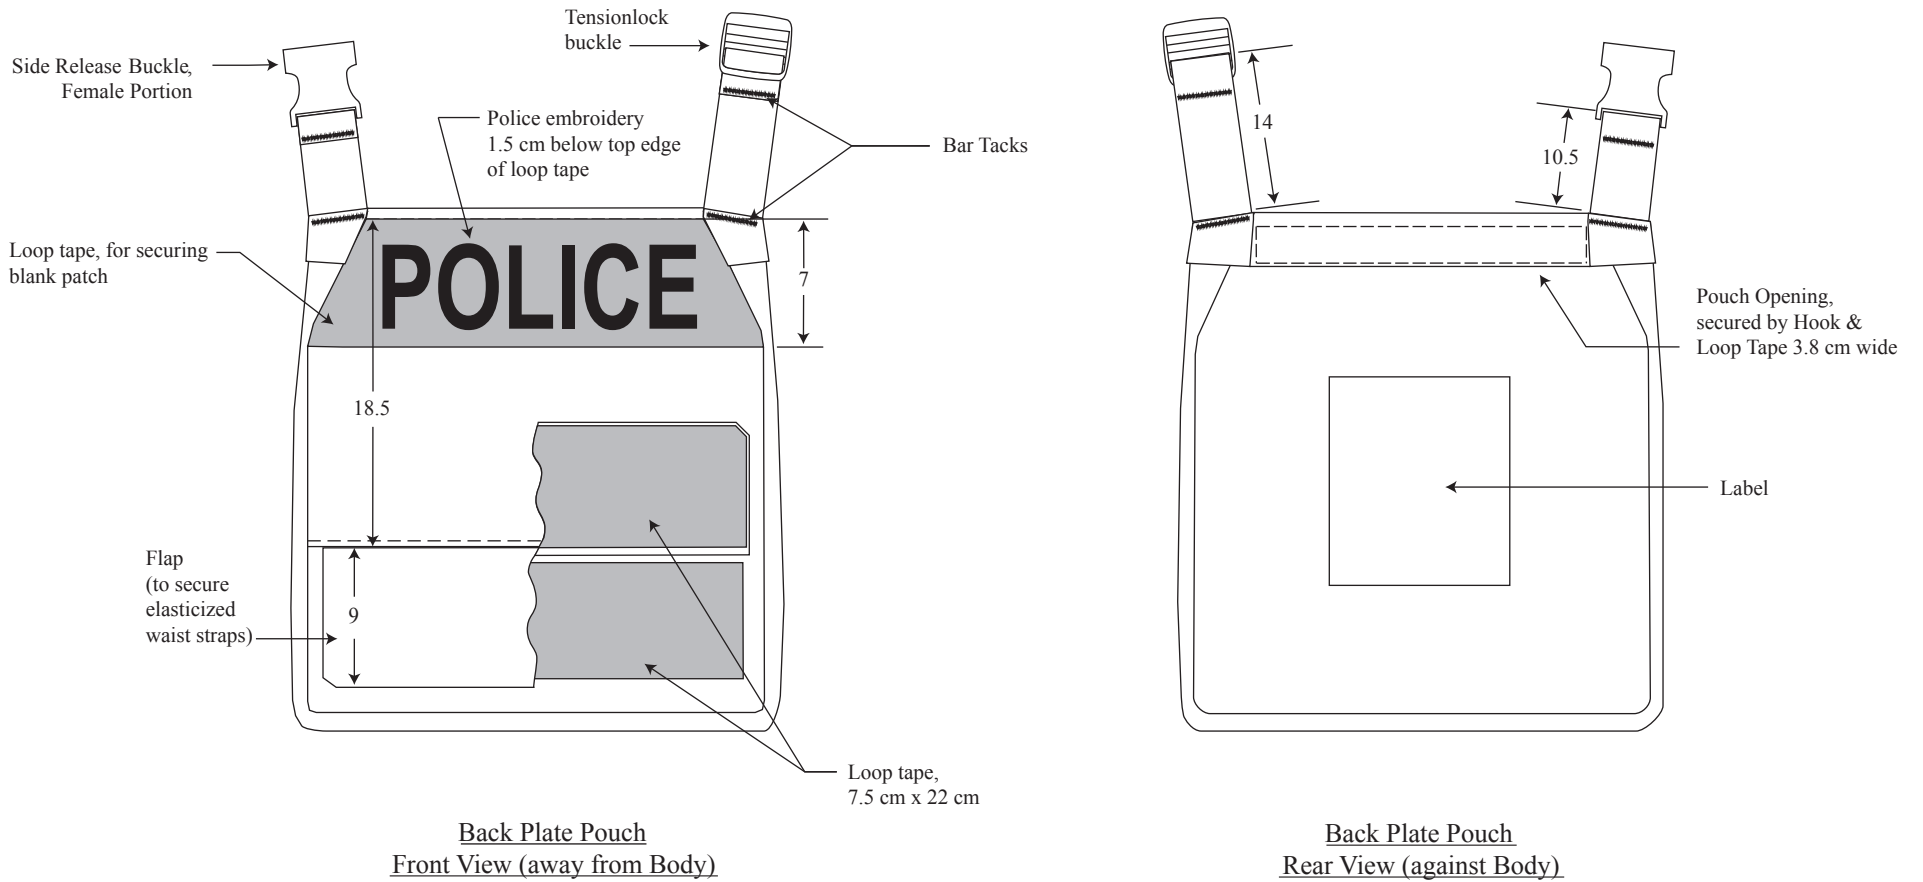 Tensionlock
buckle
Side Release Buckle,
Female Portion
Police embroidery
1.5 cm below top edge
of loop tape
Bar Tacks
Loop tape, for securing
blank patch
POLICE
7
18.5
Flap
(to secure
elasticized
waist straps)
9
Loop tape,
7.5 cm x 22 cm
Back Plate Pouch
Front View (away from Body)
14
10.5
Pouch Opening,
secured by Hook &
Loop Tape 3.8 cm wide
Label
Back Plate Pouch
Rear View (against Body)